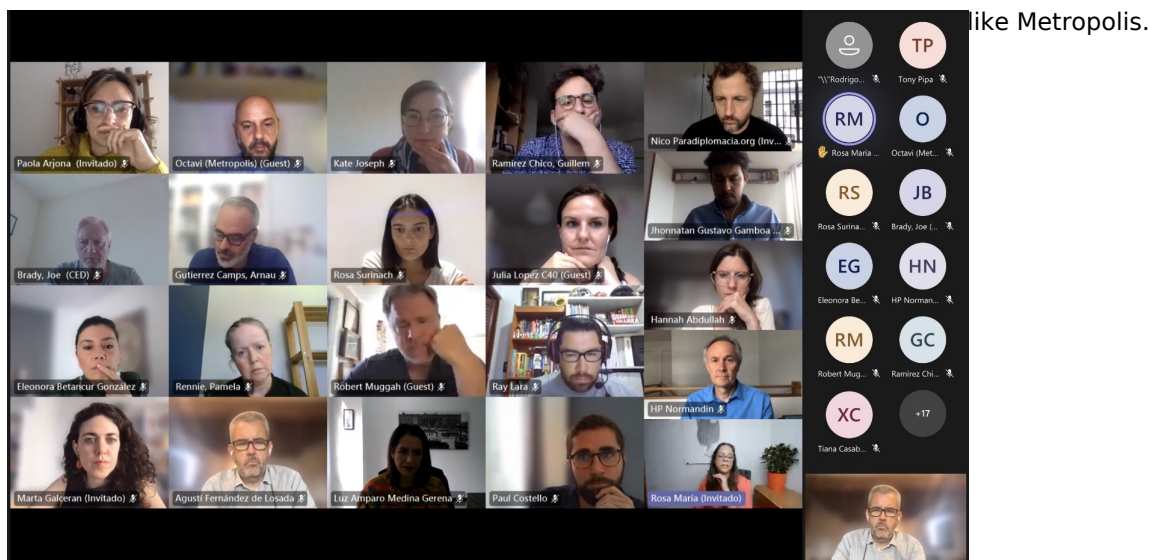 like Metropolis.
Paola Arjona (Invitado)
Octavi (Metropolis) (Guest)
Kate Joseph
Ramírez Chico, Guillem
Nico Paradiplomacia.org (Inv...
Brady, Joe (CED)
Gutierrez Camps, Arnau
Rosa Surinach
Julia Lopez C40 (Guest)
Jhonnatan Gustavo Gamboa ...
Hannah Abdullah
Eleonora Betancur González
Rennie, Pamela
Robert Muggah (Guest)
Ray Lara
HP Normandin
Marta Galceran (Invitado)
Agustí Fernández de Losada
Luz Amparo Medina Gerena
Paul Costello
Rosa María (Invitado)
TP
"\\"Rodrigo...
Tony Pipa
RM
O
Rosa María ...
Octavi (Met...
RS
JB
Rosa Surina...
Brady, Joe (...
EG
HN
Eleonora Be...
HP Norman...
RM
GC
Robert Mug...
Ramírez Chi...
XC
+17
Tiana Casab...